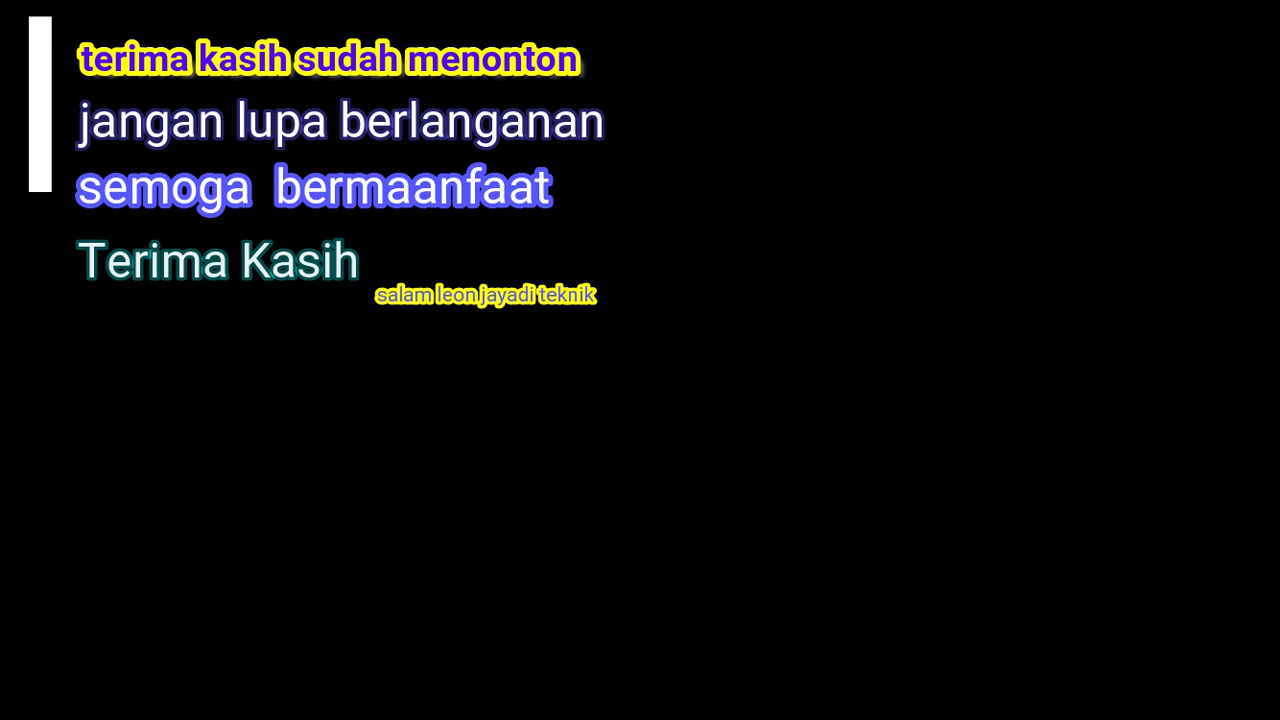 terima kasih sudah menonton
jangan lupa berlanganan
semoga  bermaanfaat
Terima Kasih
salam leon jayadi teknik